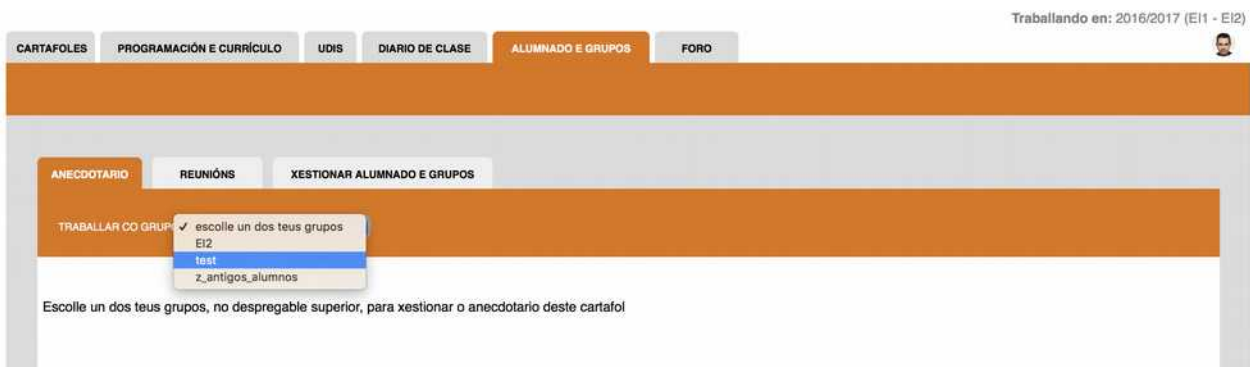 Traballando en: 2016/2017 (EI1 - EI2)
CARTAFOLES PROGRAMACIÓN E CURRÍCULO UDIS DIARIO DE CLASE ALUMNADO E GRUPOS FORO
ANECDOTARIO REUNIÓNS XESTIONAR ALUMNADO E GRUPOS
TRABALLAR CO GRUPO ✓ escolle un dos teus grupos
EI2
test
z_antigos_alumnos
Escolle un dos teus grupos, no despregable superior, para xestionar o anecdotario deste cartafol